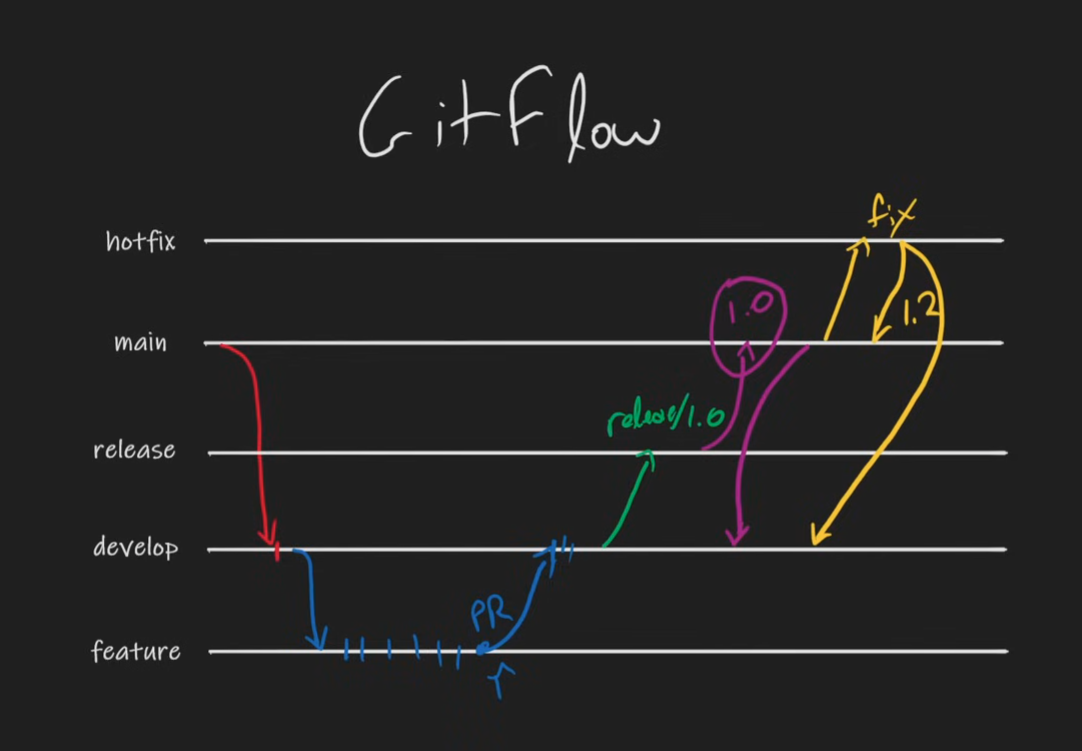 GitFlow
fix
hotfix
1.0
1.2
main
release/1.0
release
develop
PR
feature